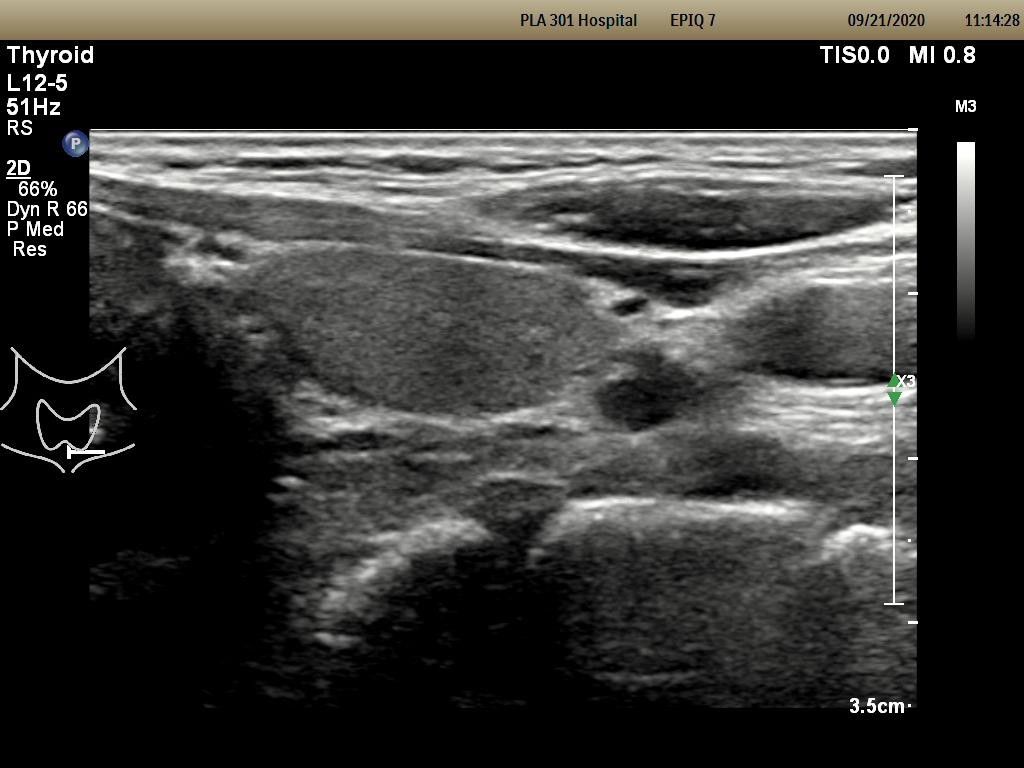 PLA 301 Hospital EPIQ 7 09/21/2020 11:14:28
Thyroid TIS0.0 MI 0.8
L12-5
51Hz
M3
RS
P
2D
66%
Dyn R 66
P Med
Res
X3
3.5cm